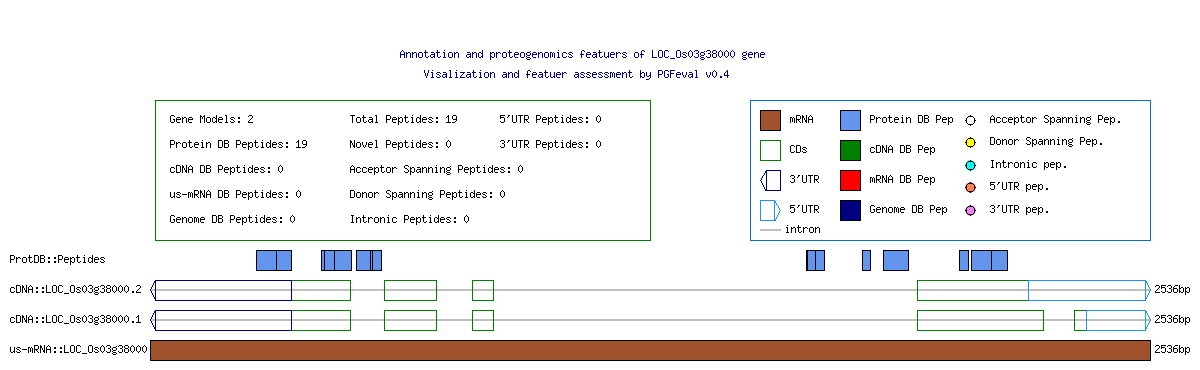 Annotation and proteogenomics featuers of LOC_Os03g38000 gene
Visalization and featuer assessment by PGFeval v0.4
Gene Models: 2 Total Peptides: 19 5'UTR Peptides: 0
Protein DB Peptides: 19 Novel Peptides: 0 3'UTR Peptides: 0
cDNA DB Peptides: 0 Acceptor Spanning Peptides: 0
us-mRNA DB Peptides: 0 Donor Spanning Peptides: 0
Genome DB Peptides: 0 Intronic Peptides: 0
mRNA Protein DB Pep Acceptor Spanning Pep.
Donor Spanning Pep.
CDs cDNA DB Pep
Intronic pep.
3'UTR mRNA DB Pep
5'UTR pep.
5'UTR Genome DB Pep 3'UTR pep.
intron
ProtDB::Peptides
cDNA::LOC_Os03g38000.2 2536bp
cDNA::LOC_Os03g38000.1 2536bp
us-mRNA::LOC_Os03g38000 2536bp